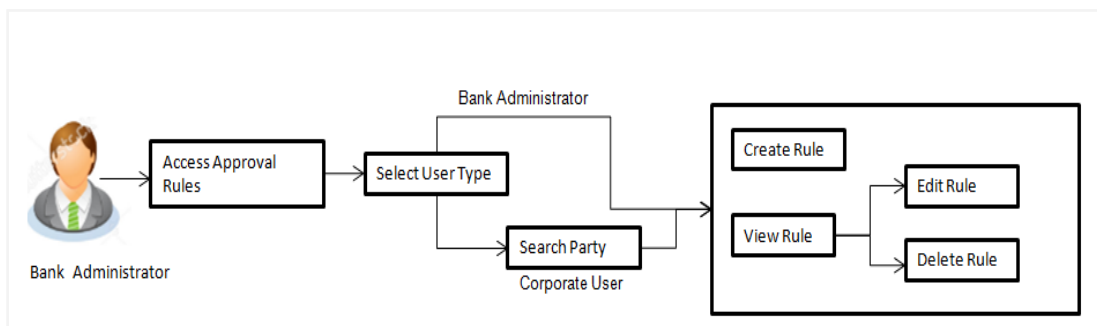 Bank Administrator
Access Approval
Rules
Select User Type
Bank Administrator
Search Party
Corporate User
Create Rule
View Rule
Edit Rule
Delete Rule